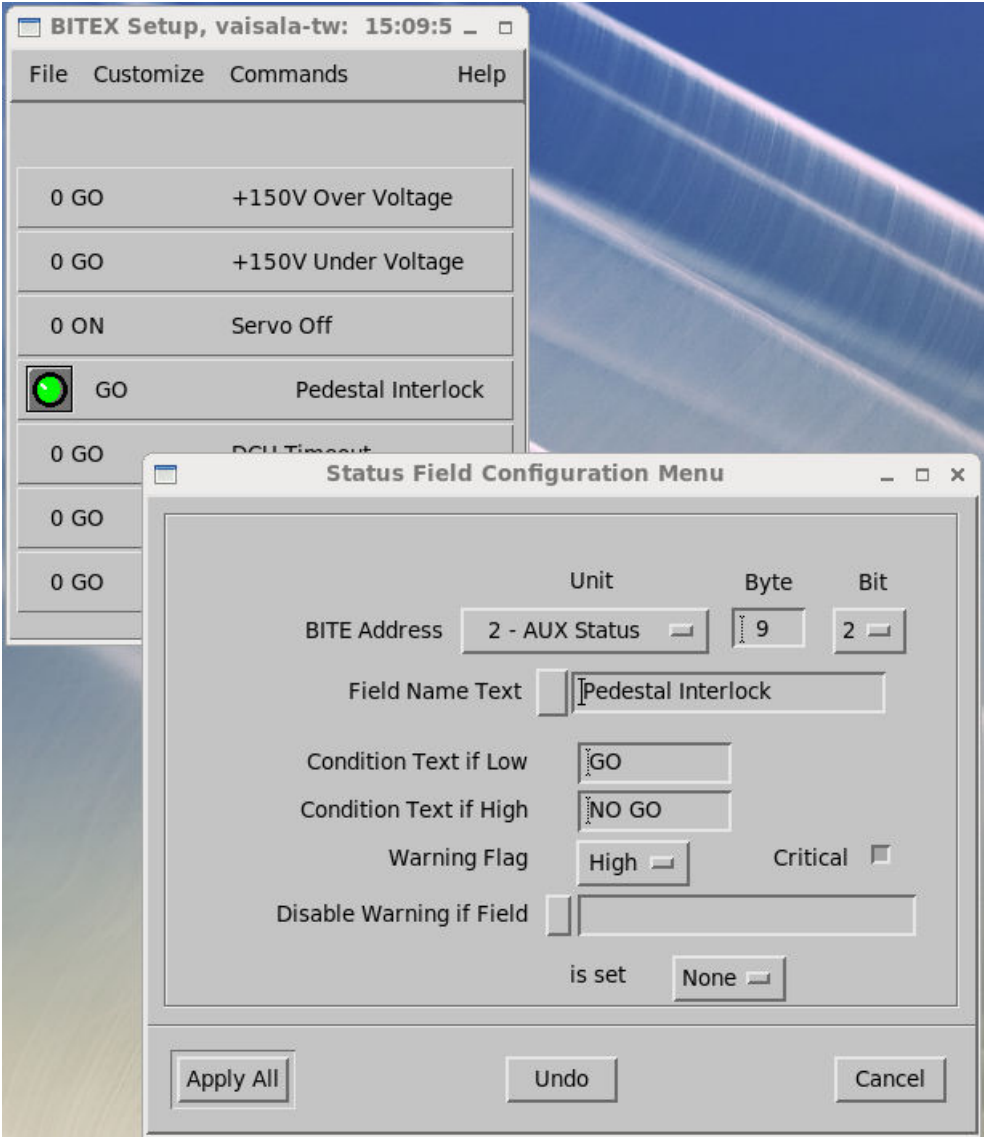 BITEX Setup, vaisala-tw: 15:09:5
File Customize Commands Help
0 GO +150V Over Voltage
0 GO +150V Under Voltage
0 ON Servo Off
GO Pedestal Interlock
0 GO DCU Timeout
0 GO
0 GO
Status Field Configuration Menu
Unit Byte Bit
BITE Address 2 - AUX Status 9 2
Field Name Text Pedestal Interlock
Condition Text if Low GO
Condition Text if High NO GO
Warning Flag High Critical
Disable Warning if Field
is set None
Apply All Undo Cancel